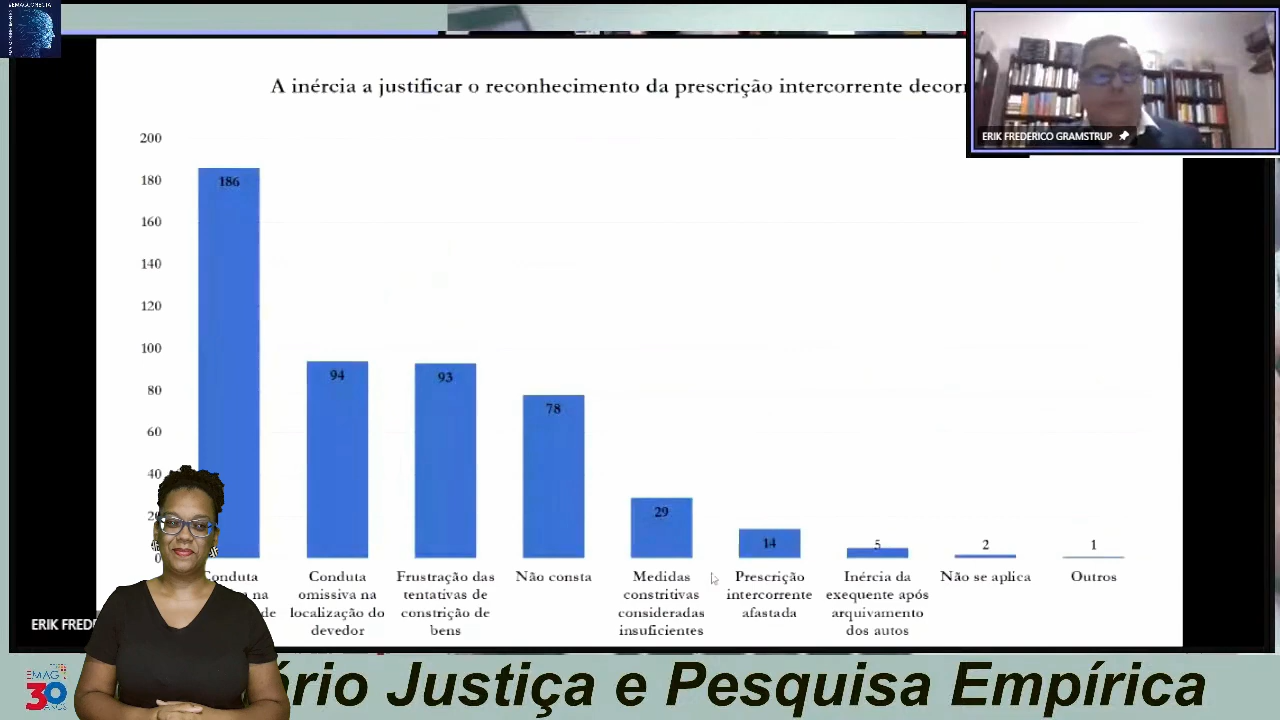 #EMAGCONECTA
A inércia a justificar o reconhecimento da prescrição intercorrente
ERIK FREDERICO GRAMSTRUP
200
180
160
140
120
100
80
60
40
0
186
94
93
78
29
14
5
2
1
Conduta
Conduta
omissiva na
localização do
devedor
Frustração das
tentativas de
constrição de
bens
Não consta
Medidas
constritivas
consideradas
insuficientes
Prescrição
intercorrente
afastada
Inércia da
exequente após
arquivamento
dos autos
Não se aplica
Outros
ERIK
EMAG
30
Justiça e Pesquisa Empírica